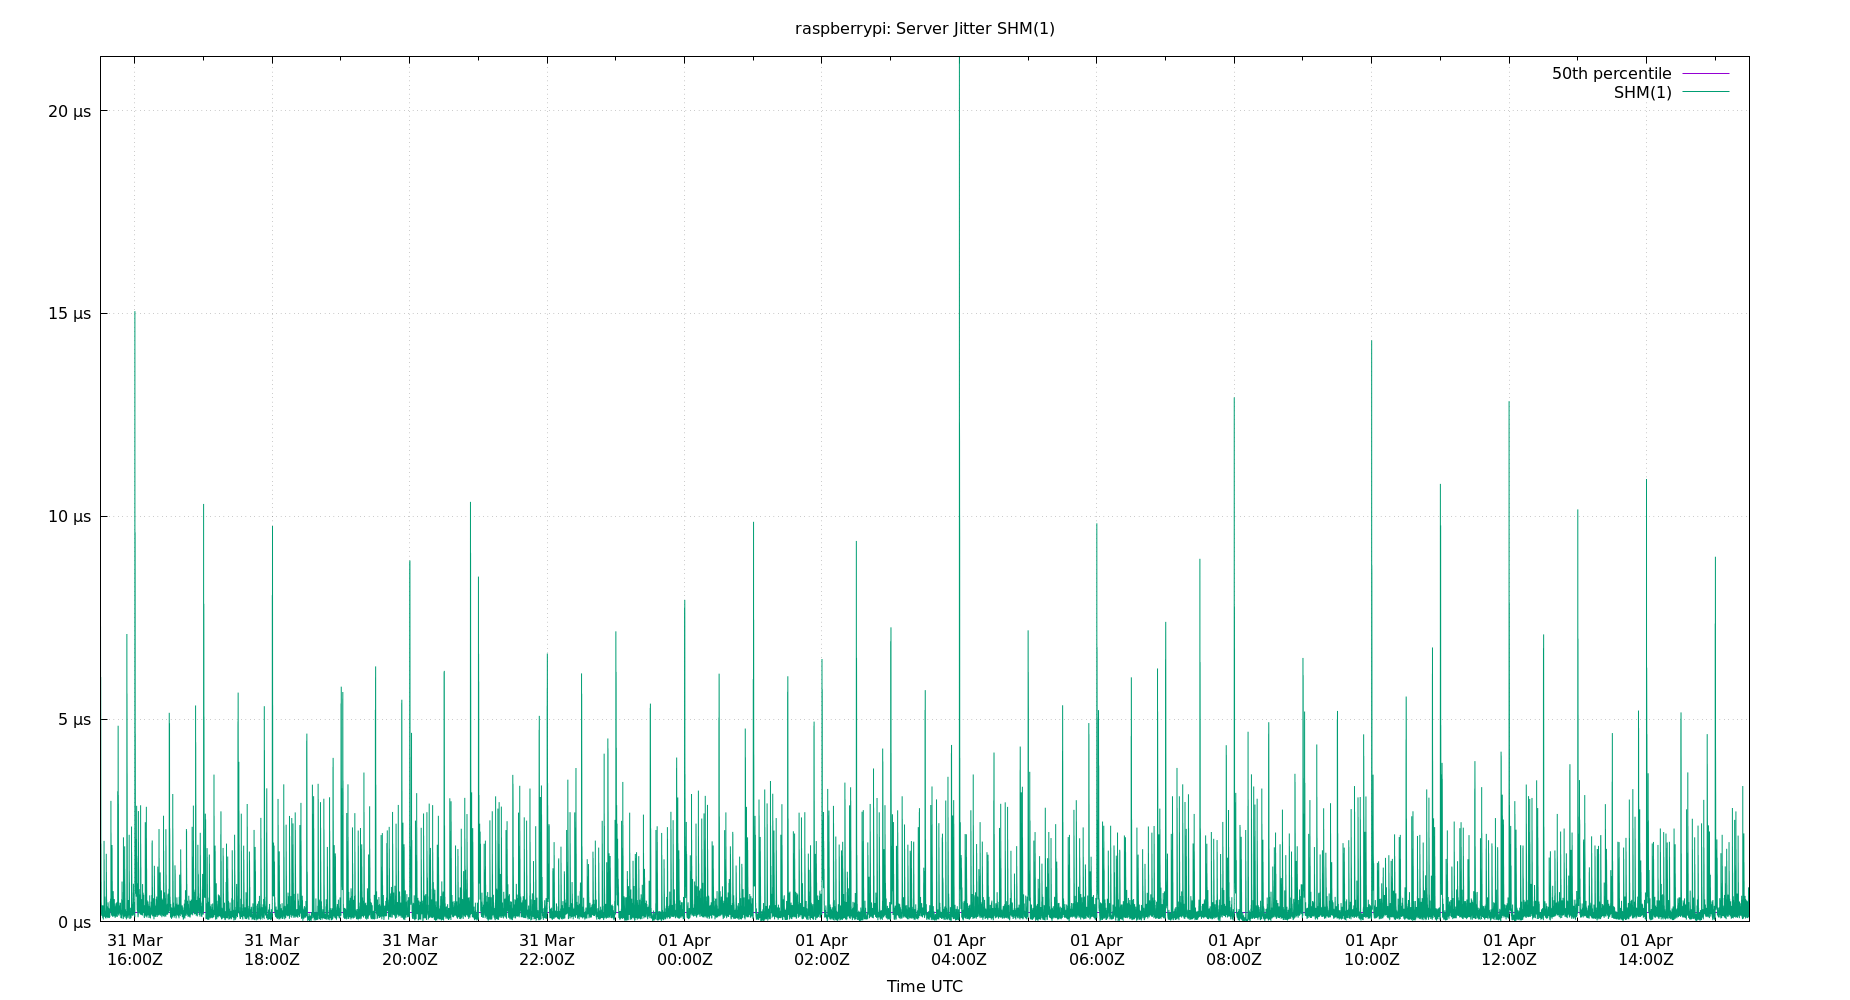 raspberrypi: Server Jitter SHM(1)
50th percentile
SHM(1)
20 µs
15 µs
10 µs
5 µs
0 µs
31 Mar 31 Mar 31 Mar 31 Mar 01 Apr 01 Apr 01 Apr 01 Apr 01 Apr 01 Apr 01 Apr 01 Apr
16:00Z 18:00Z 20:00Z 22:00Z 00:00Z 02:00Z 04:00Z 06:00Z 08:00Z 10:00Z 12:00Z 14:00Z
Time UTC